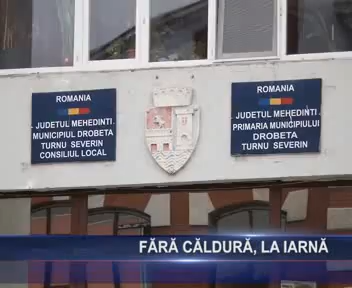 ROMANIA
JUDETUL MEHEDINTI
MUNICIPIUL DROBETA
TURNU SEVERIN
CONSILIUL LOCAL
ROMANIA
JUDETUL MEHEDINTI
PRIMARIA MUNICIPIULUI
DROBETA
TURNU SEVERIN
FĂRĂ CĂLDURĂ, LA IARNĂ